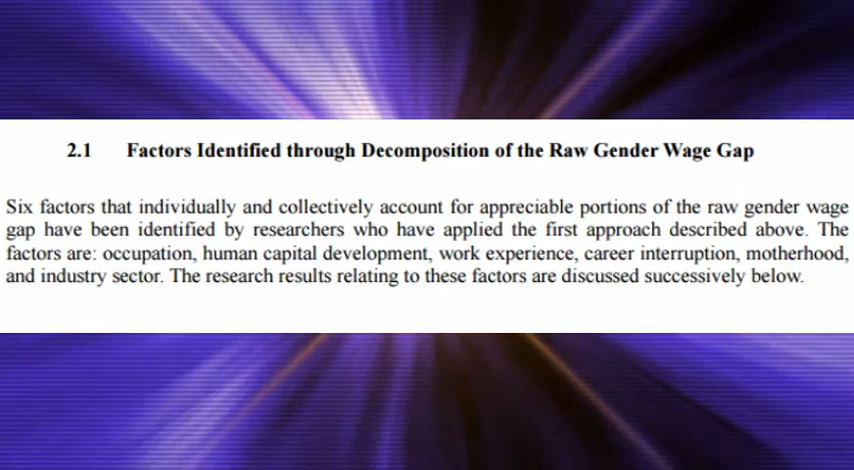 2.1 Factors Identified through Decomposition of the Raw Gender Wage Gap
Six factors that individually and collectively account for appreciable portions of the raw gender wage
gap have been identified by researchers who have applied the first approach described above. The
factors are: occupation, human capital development, work experience, career interruption, motherhood,
and industry sector. The research results relating to these factors are discussed successively below.